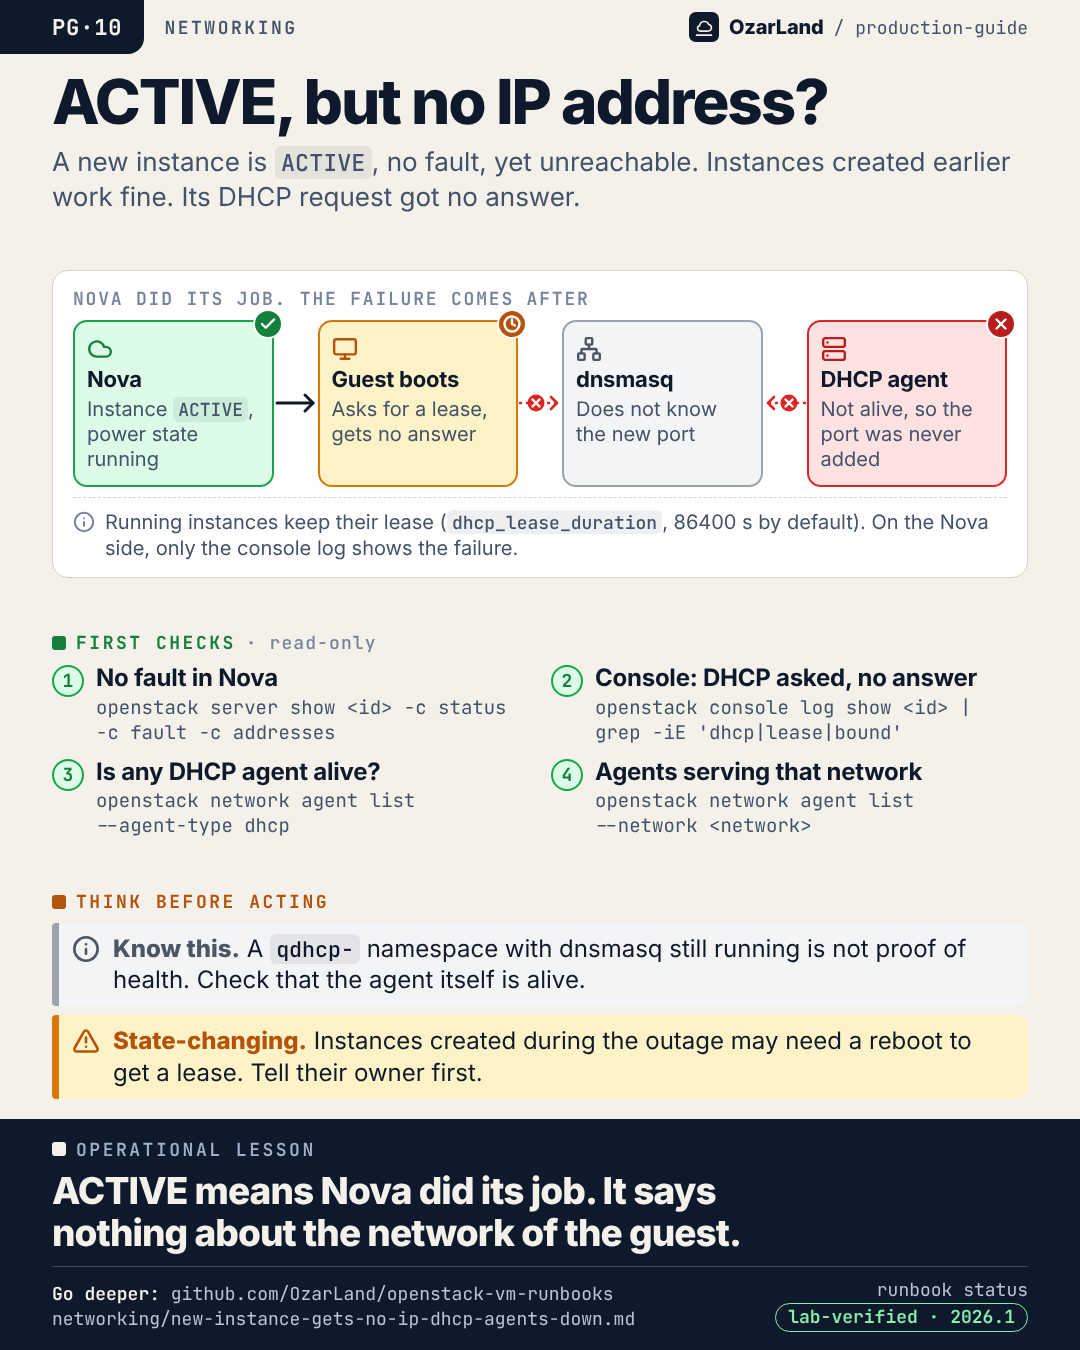 PG·10
NETWORKING
OzarLand / production-guide
ACTIVE, but no IP address?
A new instance is ACTIVE, no fault, yet unreachable. Instances created earlier
work fine. Its DHCP request got no answer.
NOVA DID ITS JOB. THE FAILURE COMES AFTER
Nova
Instance ACTIVE,
power state
running
Guest boots
Asks for a lease,
gets no answer
dnsmasq
Does not know
the new port
DHCP agent
Not alive, so the
port was never
added
Running instances keep their lease (dhcp_lease_duration, 86400 s by default). On the Nova
side, only the console log shows the failure.
FIRST CHECKS · read-only
1 No fault in Nova
openstack server show <id> -c status
-c fault -c addresses
2 Console: DHCP asked, no answer
openstack console log show <id> |
grep -iE 'dhcp|lease|bound'
3 Is any DHCP agent alive?
openstack network agent list
--agent-type dhcp
4 Agents serving that network
openstack network agent list
--network <network>
THINK BEFORE ACTING
Know this. A qdhcp- namespace with dnsmasq still running is not proof of
health. Check that the agent itself is alive.
State-changing. Instances created during the outage may need a reboot to
get a lease. Tell their owner first.
OPERATIONAL LESSON
ACTIVE means Nova did its job. It says
nothing about the network of the guest.
Go deeper: github.com/OzarLand/openstack-vm-runbooks
networking/new-instance-gets-no-ip-dhcp-agents-down.md
runbook status
lab-verified · 2026.1